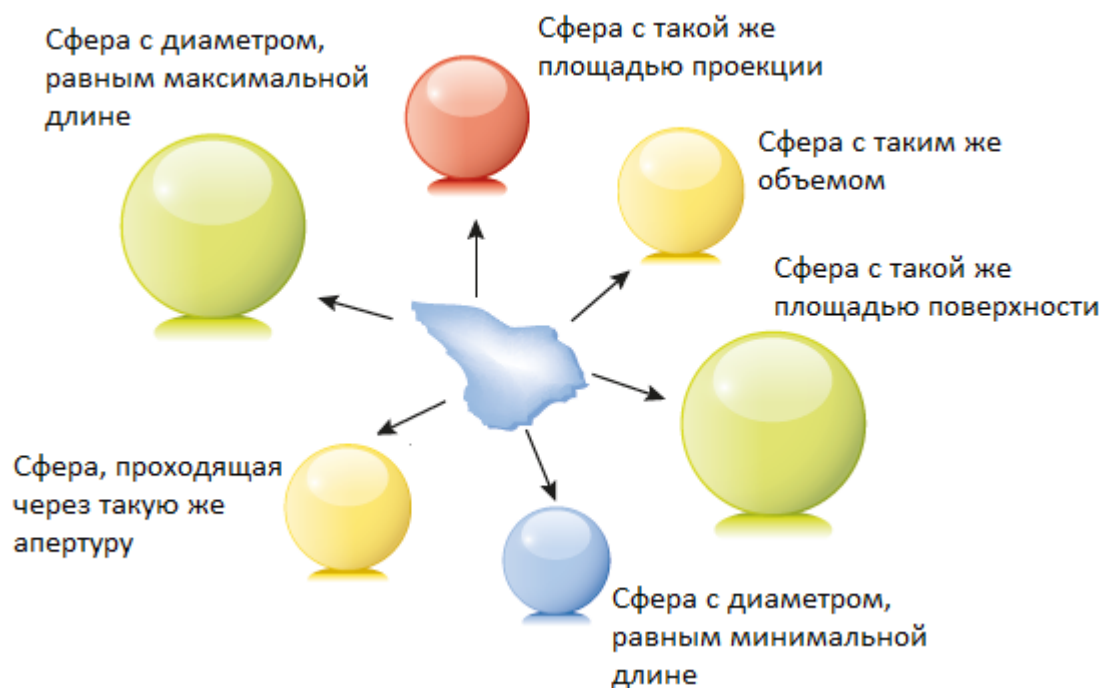 Сфера с диаметром,
равным максимальной
длине
Сфера с такой же
площадью проекции
Сфера с таким же
объемом
Сфера с такой же
площадью поверхности
Сфера, проходящая
через такую же
апертуру
Сфера с диаметром,
равным минимальной
длине